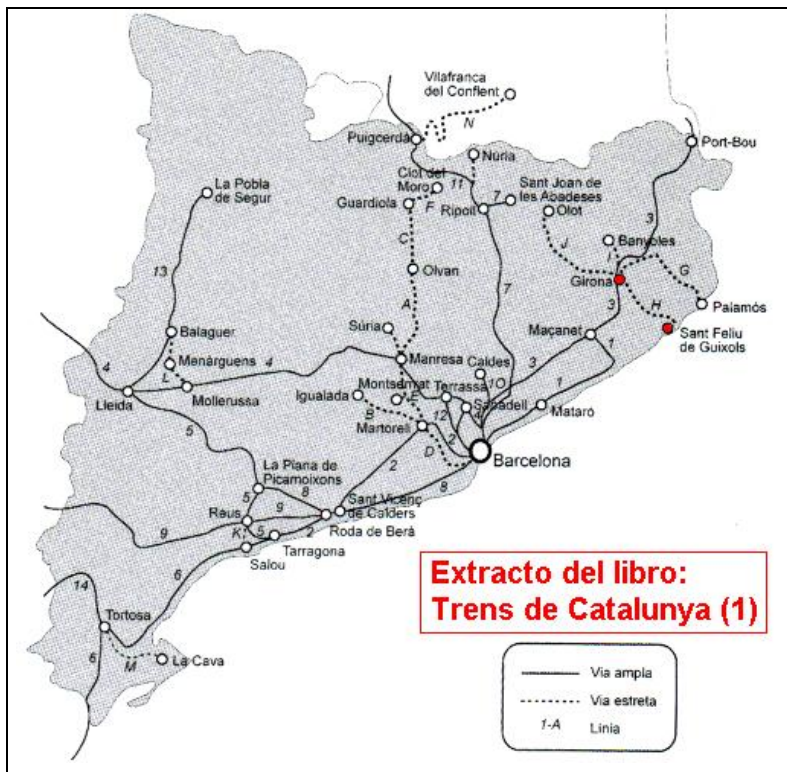 Vilafranca
del Conflent
N
Puigcerdà
Port-Bou
Núria
Clot del
Moro
11
La Pobla
de Segur
Sant Joan de
les Abadeses
7
Guardiola
F
Ripoll
Olot
3
C
J
Banyoles
I
13
Olvan
Girona
G
7
A
H
Palamós
3
Súria
Sant Feliu
de Guixols
Balaguer
Maçanet
4
4
Manresa
Caldes
3
1
Menàrguens
L
Montserrat
Terrassa
10
Igualada
E
1
Lleida
Mollerussa
Sabadell
4
Mataró
B
12
Martorell
2
5
D
Barcelona
La Plana de
Picamoixons
2
8
5
8
Sant Vicenç
de Calders
Reus
9
9
K
5
2
Roda de Berà
Tarragona
Salou
Extracto del libro:
Trens de Catalunya (1)
14
6
Tortosa
6
M
La Cava
Via ampla
Via estreta
1-A
Línia